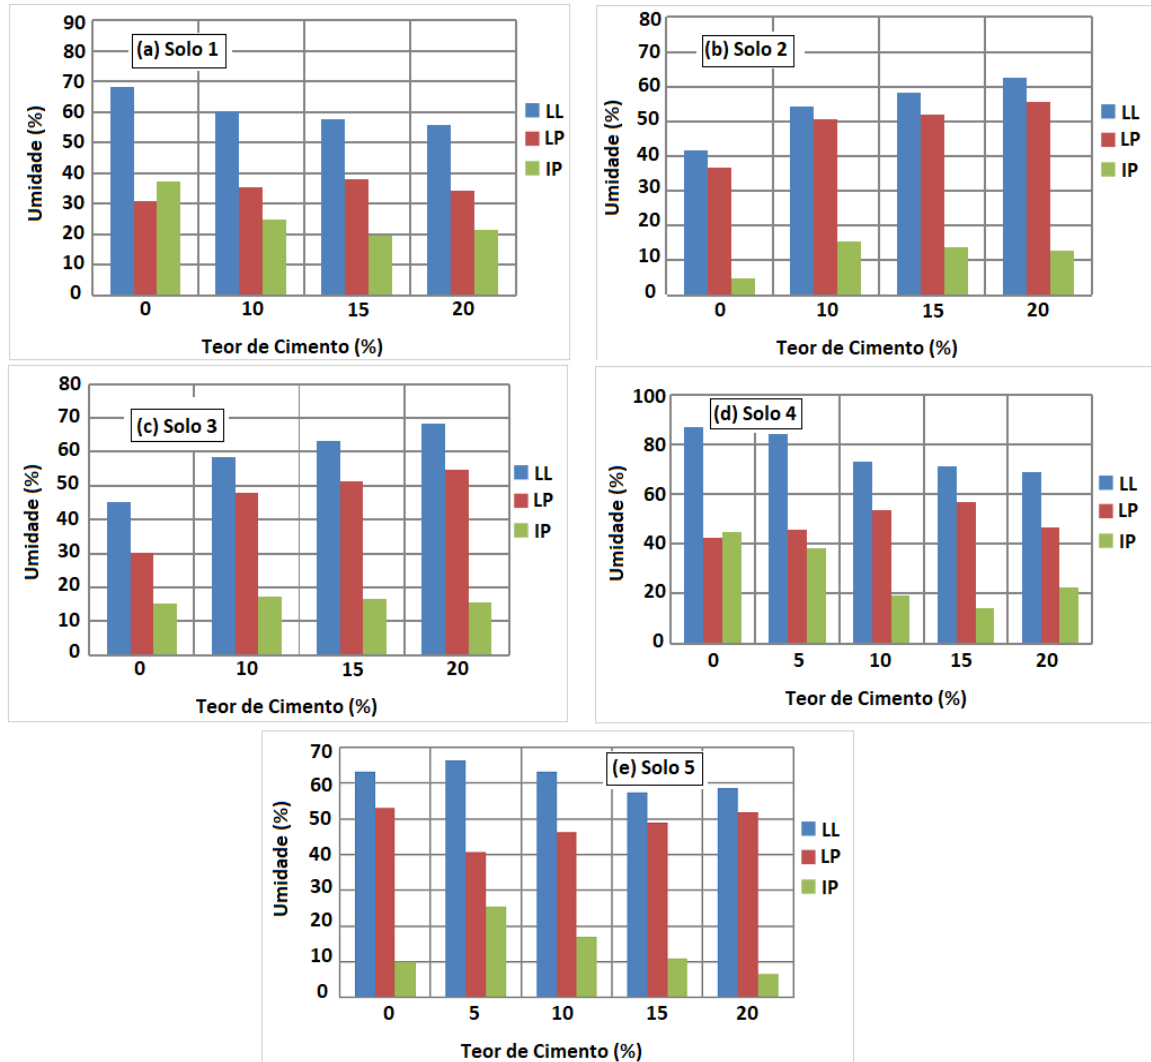 (a) Solo 1
Umidade (%)
90
80
70
60
50
40
30
20
10
0
0 10 15 20
Teor de Cimento (%)
LL
LP
IP
(b) Solo 2
Umidade (%)
80
70
60
50
40
30
20
10
0
0 10 15 20
Teor de Cimento (%)
LL
LP
IP
(c) Solo 3
Umidade (%)
80
70
60
50
40
30
20
10
0
0 10 15 20
Teor de Cimento (%)
LL
LP
IP
(d) Solo 4
Umidade (%)
100
80
60
40
20
0
0 5 10 15 20
Teor de Cimento (%)
LL
LP
IP
(e) Solo 5
Umidade (%)
70
60
50
40
30
20
10
0
0 5 10 15 20
Teor de Cimento (%)
LL
LP
IP